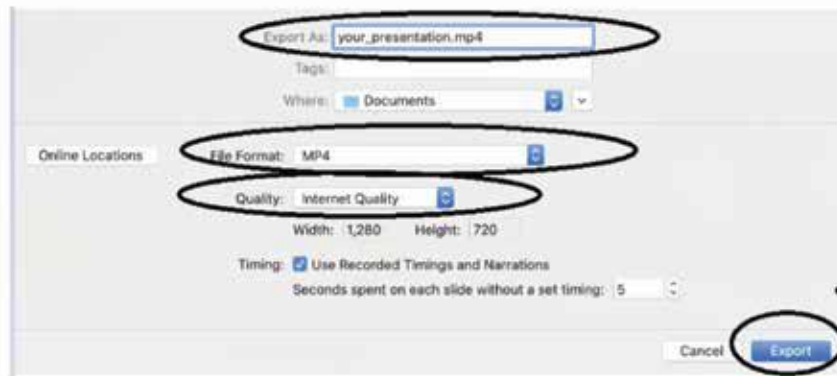 Export As: your_presentation.mp4
Tags:
Where: Documents
Online Locations File Format: MP4
Quality: Internet Quality
Width: 1,280 Height: 720
Timing: Use Recorded Timings and Narrations
Seconds spent on each slide without a set timing: 5
Cancel Export